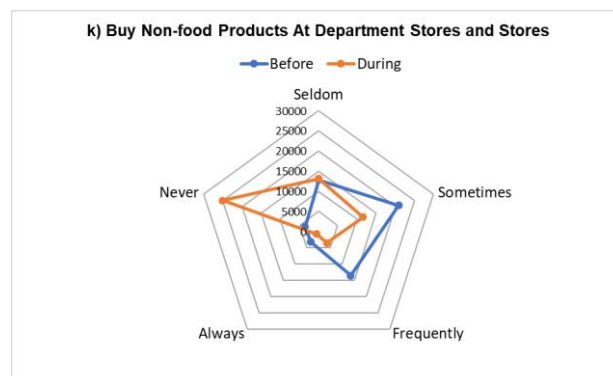 k) Buy Non-food Products At Department Stores and Stores
Before During
Seldom
30000
25000
20000
15000
10000
5000
0
Never
Sometimes
Always
Frequently